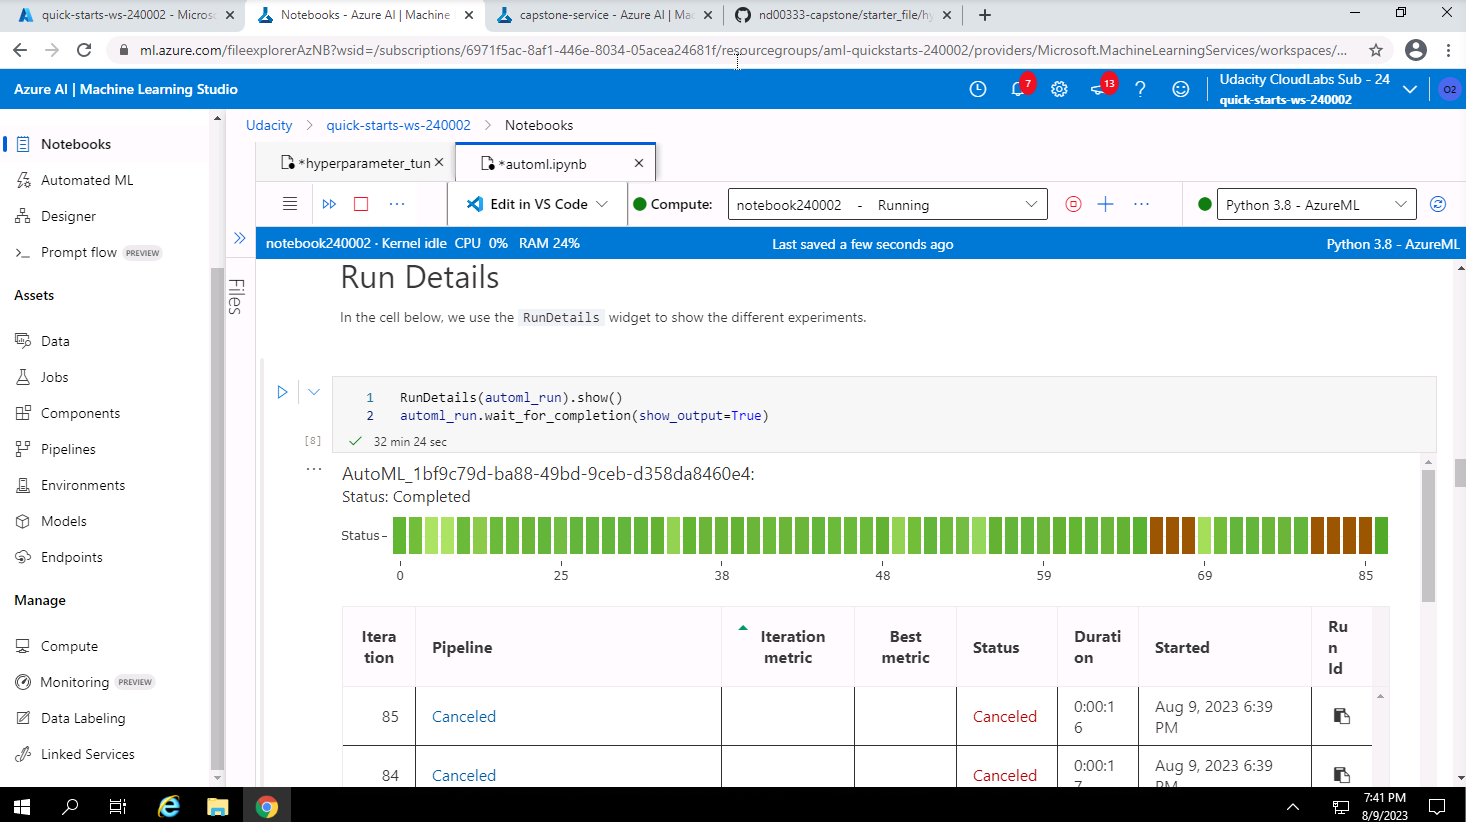 quick-starts-ws-240002 - Micros
Notebooks - Azure AI | Machine
capstone-service - Azure AI | Mac
nd00333-capstone/starter_file/hy
ml.azure.com/fileexplorerAzNB?wsid=/subscriptions/6971f5ac-8af1-446e-8034-05acea24681f/resourcegroups/aml-quickstarts-240002/providers/Microsoft.MachineLearningServices/workspaces/...
Azure AI | Machine Learning Studio
7
13
Udacity CloudLabs Sub - 24
quick-starts-ws-240002
O2
Notebooks
Automated ML
Designer
Prompt flow PREVIEW
Assets
Data
Jobs
Components
Pipelines
Environments
Models
Endpoints
Manage
Compute
Monitoring PREVIEW
Data Labeling
Linked Services
Files
Udacity > quick-starts-ws-240002 > Notebooks
*hyperparameter_tun
*automl.ipynb
Edit in VS Code
Compute:
notebook240002 - Running
Python 3.8 - AzureML
notebook240002 · Kernel idle CPU 0% RAM 24%
Last saved a few seconds ago
Python 3.8 - AzureML
Run Details
In the cell below, we use the RunDetails widget to show the different experiments.
1 RunDetails(automl_run).show()
2 automl_run.wait_for_completion(show_output=True)
[8]
32 min 24 sec
AutoML_1bf9c79d-ba88-49bd-9ceb-d358da8460e4:
Status: Completed
Status
0 25 38 48 59 69 85
Itera
tion
Pipeline
Iteration
metric
Best
metric
Status
Durati
on
Started
Ru
n
Id
85 Canceled Canceled 0:00:1
6
Aug 9, 2023 6:39
PM
84 Canceled Canceled 0:00:1
7
Aug 9, 2023 6:39
PM
7:41 PM
8/9/2023